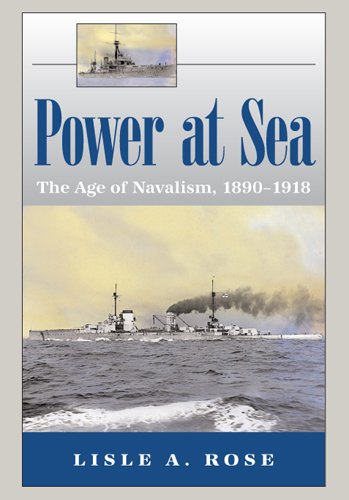 Power at Sea
The Age of Navalism, 1890–1918
LISLE A. ROSE